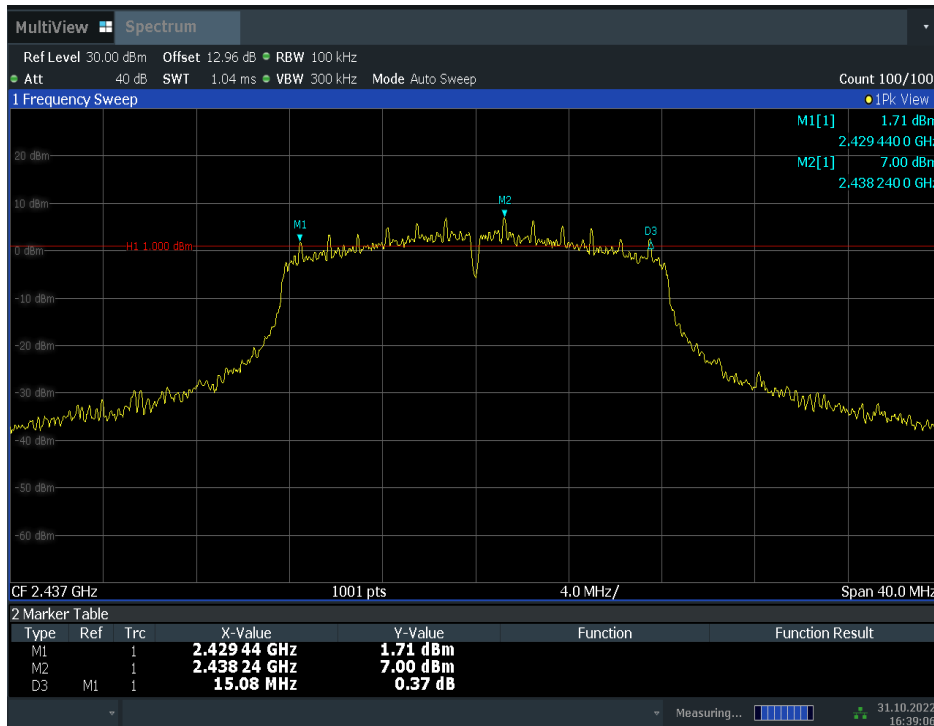 MultiView Spectrum
Ref Level 30.00 dBm Offset 12.96 dB RBW 100 kHz
Att 40 dB SWT 1.04 ms VBW 300 kHz Mode Auto Sweep Count 100/100
1 Frequency Sweep 1Pk View
M1[1] 1.71 dBm
2.429 440 0 GHz
M2[1] 7.00 dBm
2.438 240 0 GHz
20 dBm
10 dBm
M2
M1
D3
H1 1.000 dBm
0 dBm
-10 dBm
-20 dBm
-30 dBm
-40 dBm
-50 dBm
-60 dBm
CF 2.437 GHz 1001 pts 4.0 MHz/ Span 40.0 MHz
2 Marker Table
Type Ref Trc X-Value Y-Value Function Function Result
M1 1 2.429 44 GHz 1.71 dBm
M2 1 2.438 24 GHz 7.00 dBm
D3 M1 1 15.08 MHz 0.37 dB
Measuring... 31.10.2022
16:39:06